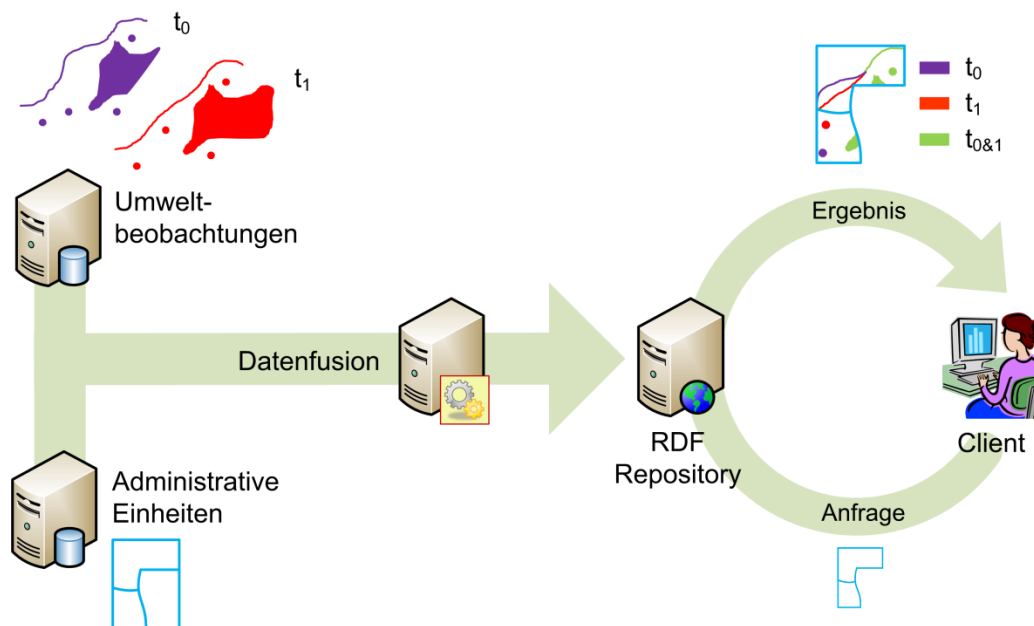 t0
t1
Umwelt-
beobachtungen
Datenfusion
Administrative
Einheiten
RDF
Repository
t0
t1
t0&1
Ergebnis
Client
Anfrage